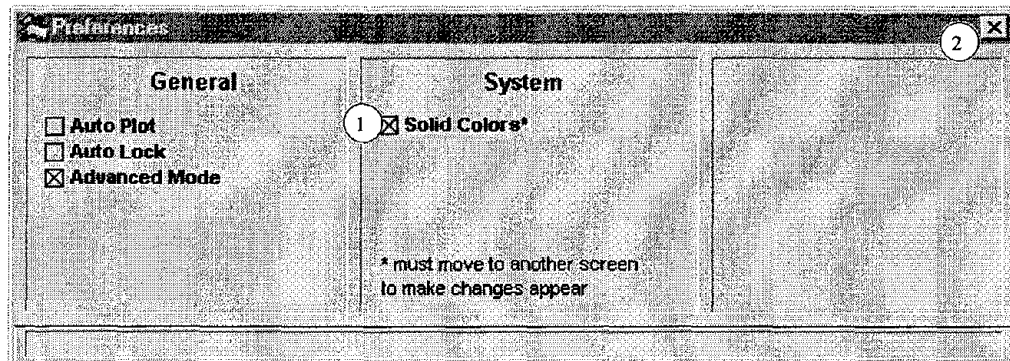 Preferences
2
General
Auto Plot
Auto Lock
Advanced Mode
System
1
Solid Colors*
* must move to another screen
to make changes appear